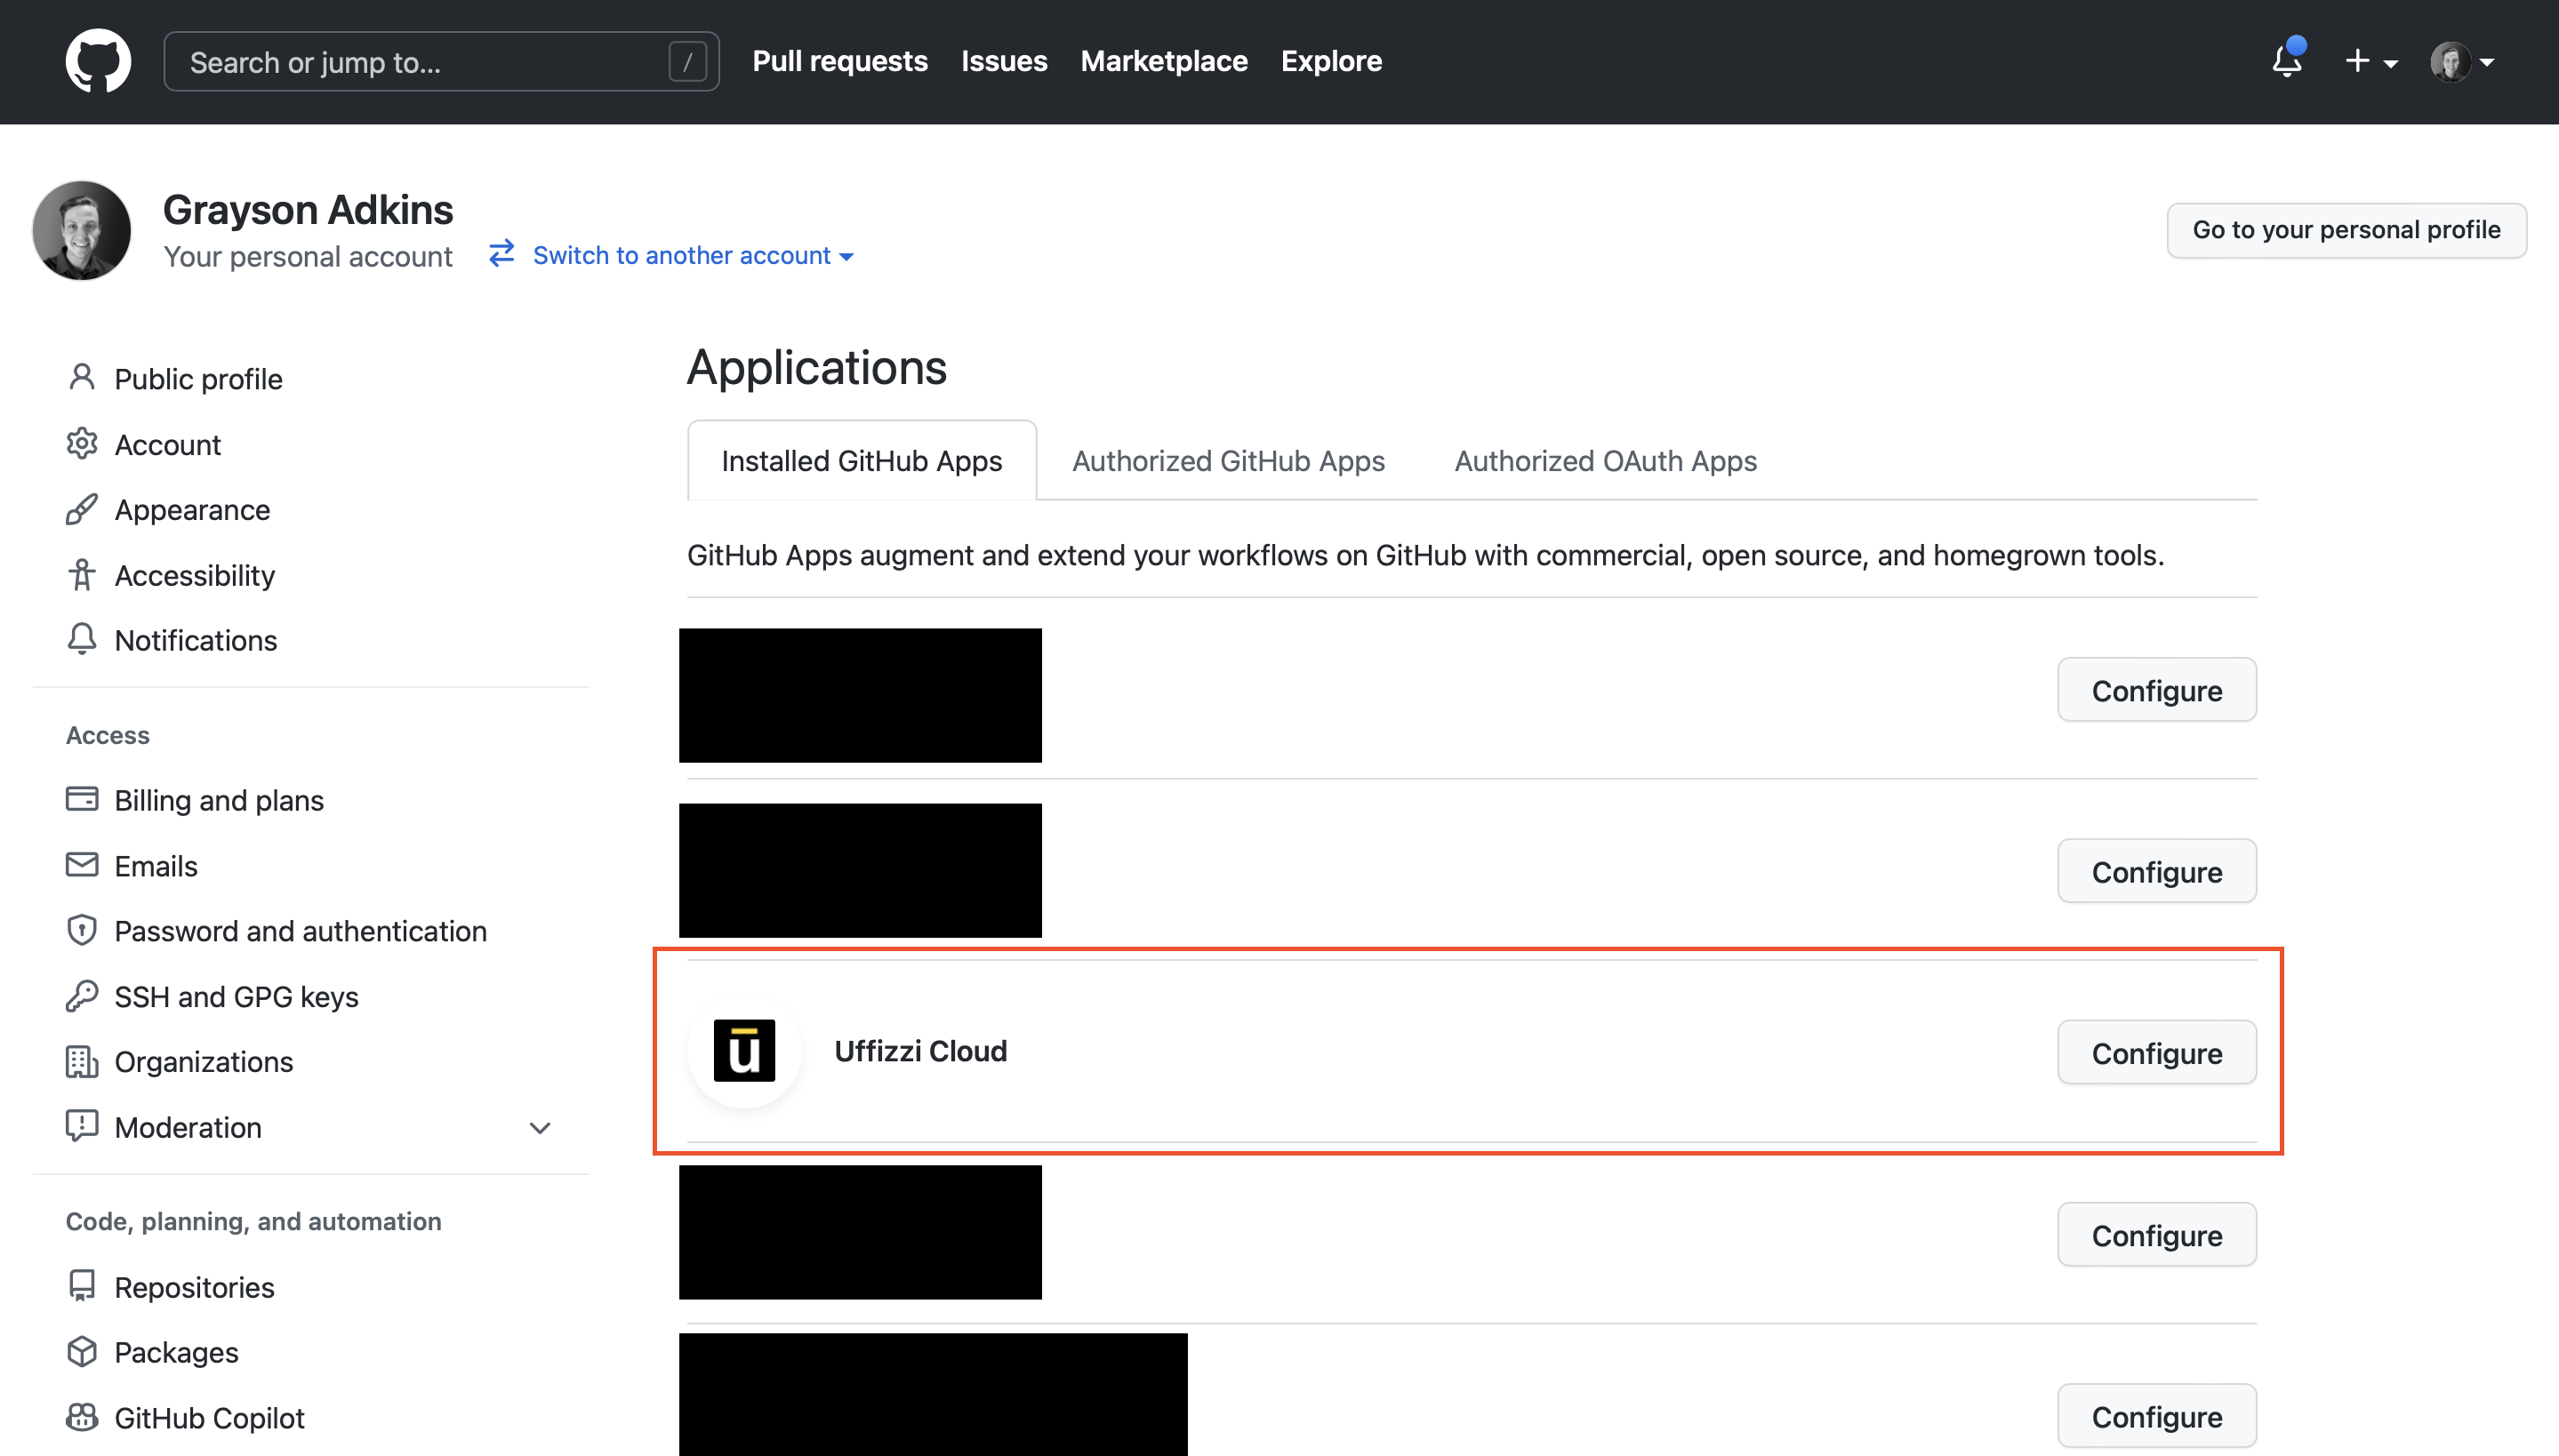 Search or jump to... /
Pull requests Issues Marketplace Explore
Grayson Adkins
Your personal account Switch to another account
Go to your personal profile
Public profile
Account
Appearance
Accessibility
Notifications
Access
Billing and plans
Emails
Password and authentication
SSH and GPG keys
Organizations
Moderation
Code, planning, and automation
Repositories
Packages
GitHub Copilot
Applications
Installed GitHub Apps Authorized GitHub Apps Authorized OAuth Apps
GitHub Apps augment and extend your workflows on GitHub with commercial, open source, and homegrown tools.
Configure
Configure
ū Uffizzi Cloud Configure
Configure
Configure